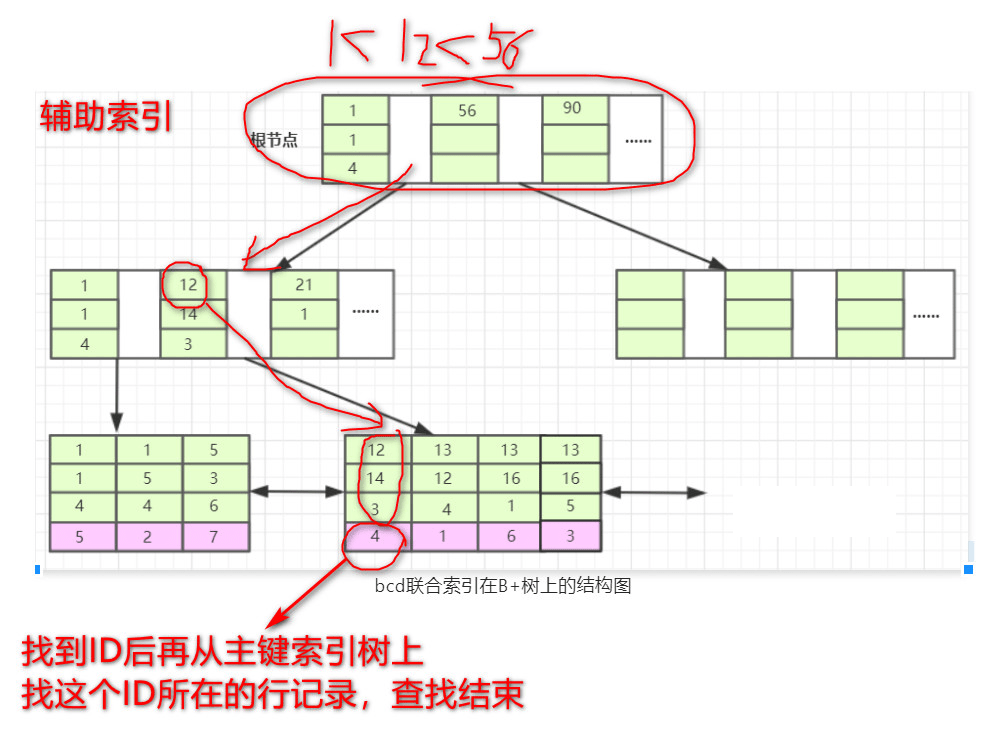 1<12<56
辅助索引
1 56 90
根节点 1 ......
4
1 12 21
1 14 1 ...... ......
4 3
1 1 5 12 13 13 13
1 5 3 14 12 16 16
4 4 6 3 4 1 5
5 2 7 4 1 6 3
bcd联合索引在B+树上的结构图
找到ID后再从主键索引树上
找这个ID所在的行记录，查找结束